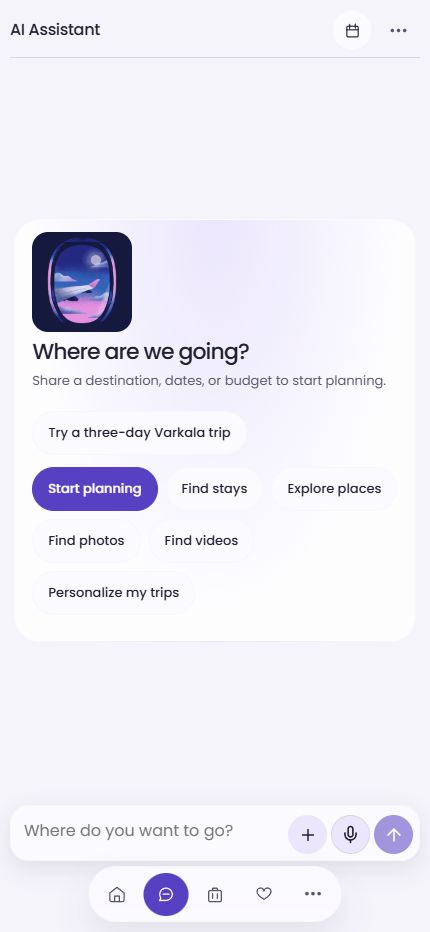 AI Assistant
Where are we going?
Share a destination, dates, or budget to start planning.
Try a three-day Varkala trip
Start planning
Find stays
Explore places
Find photos
Find videos
Personalize my trips
Where do you want to go?